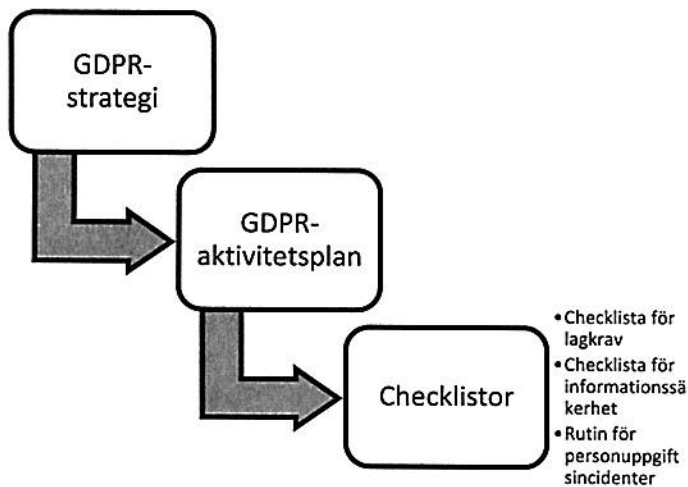 GDPR-
strategi
GDPR-
aktivitetsplan
Checklistor
• Checklista för
lagkrav
• Checklista för
informationssä
kerhet
• Rutin för
personuppgift
sincidenter